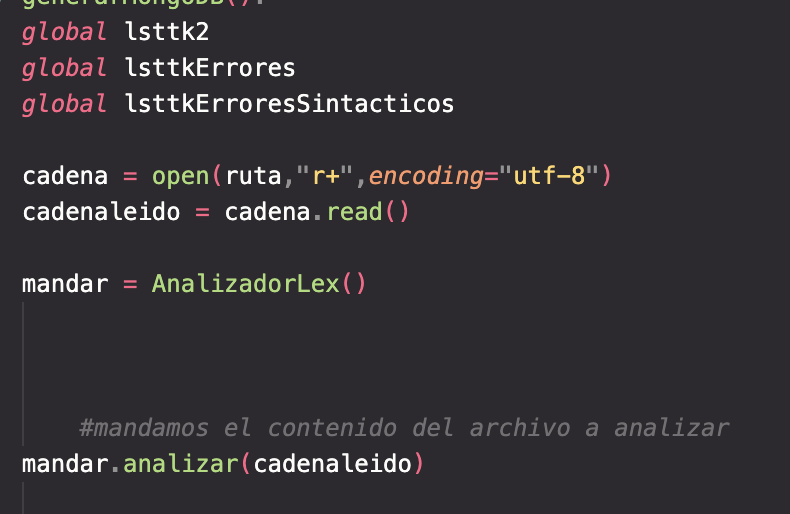 generarMongoDB():
global lsttk2
global lsttkErrores
global lsttkErroresSintacticos
cadena = open(ruta,"r+",encoding="utf-8")
cadenaleido = cadena.read()
mandar = AnalizadorLex()
#mandamos el contenido del archivo a analizar
mandar.analizar(cadenaleido)